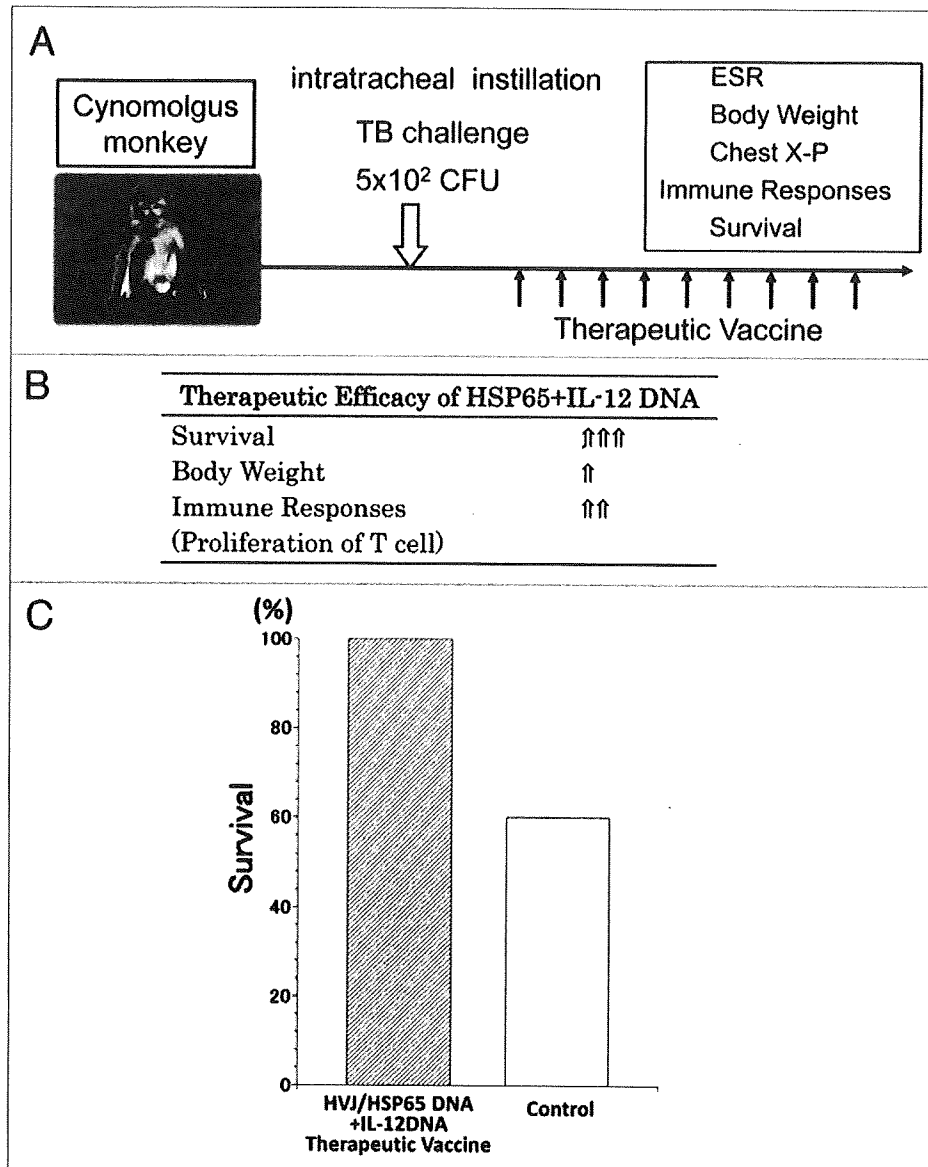 A
Cynomolgus
monkey
intratracheal instillation
TB challenge
5x10² CFU
ESR
Body Weight
Chest X-P
Immune Responses
Survival
Therapeutic Vaccine
B
Therapeutic Efficacy of HSP65+IL-12 DNA
Survival ⇑⇑⇑
Body Weight ⇑
Immune Responses ⇑⇑
(Proliferation of T cell)
C
(%)
100
80
60
40
20
0
Survival
HVJ/HSP65 DNA
+IL-12DNA
Therapeutic Vaccine
Control